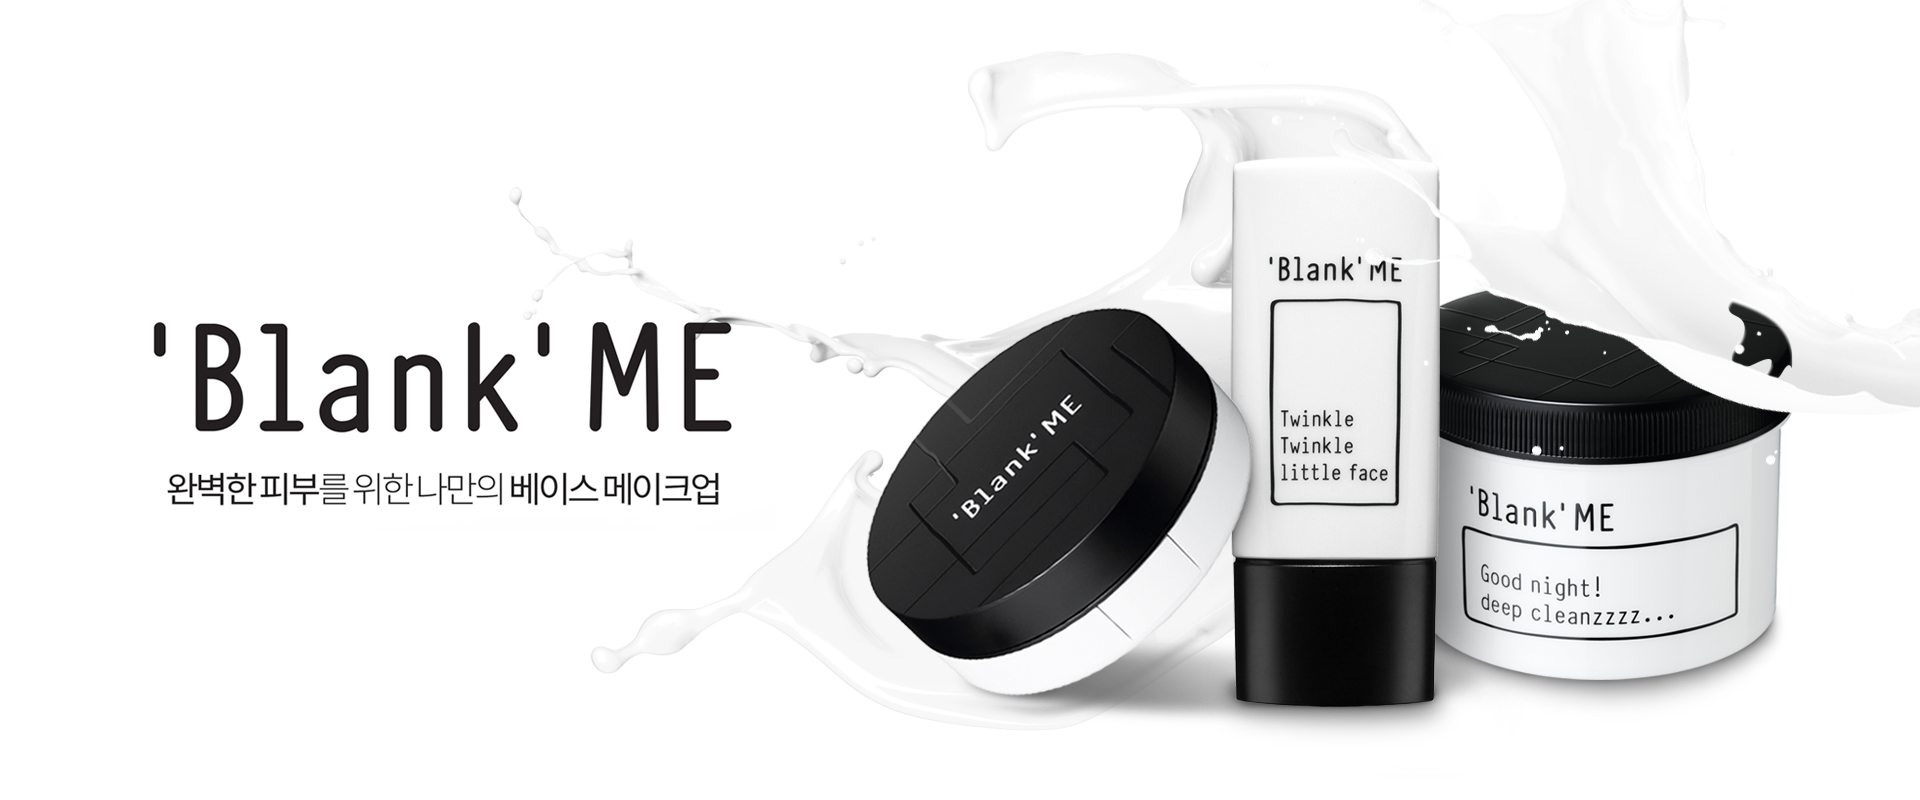 'Blank' ME
완벽한 피부를 위한 나만의 베이스 메이크업
'Blank' ME
'Blank' ME
Twinkle
Twinkle
little face
'Blank' ME
Good night!
deep cleanzzzz...